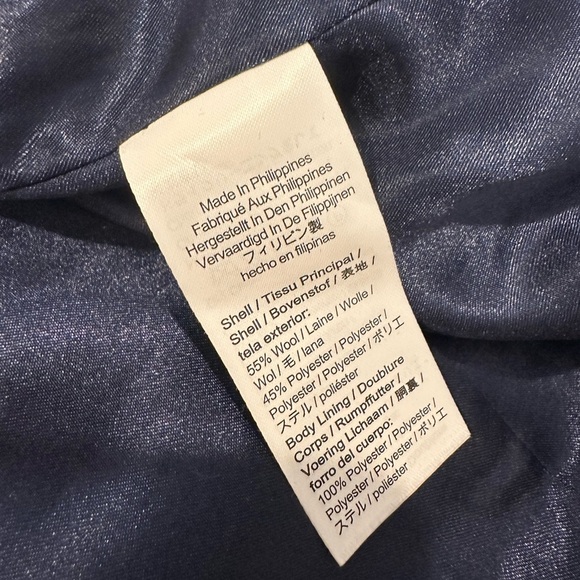 Made In Philippines
Fabriqué Aux Philippines
Hergestellt In Den Philippinen
Vervaardigd In De Filippijnen
フィリピン製
hecho en filipinas
Shell / Tissu Principal /
Shell / Bovenstof / 表地 /
tela exterior:
55% Wool / Laine / Wolle /
Wol / 毛 / lana
45% Polyester / Polyester /
Polyester / Polyester / ポリエ
ステル / poliéster
Body Lining / Doublure
Corps / Rumpffutter /
Voering Lichaam / 胴裏 /
forro del cuerpo:
100% Polyester / Polyester /
Polyester / Polyester / ポリエ
ステル / poliéster